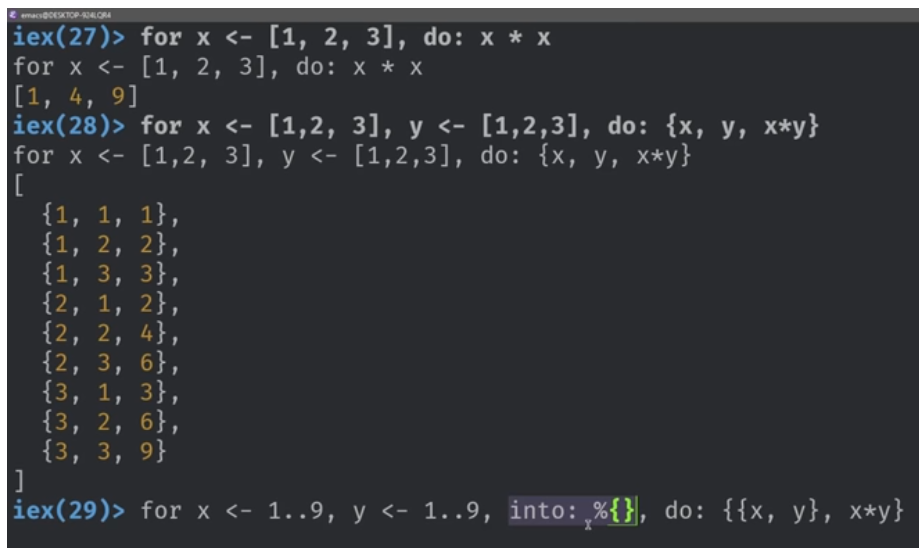 emacs@DESKTOP-924LQR4
iex(27)> for x <- [1, 2, 3], do: x * x
for x <- [1, 2, 3], do: x * x
[1, 4, 9]
iex(28)> for x <- [1,2, 3], y <- [1,2,3], do: {x, y, x*y}
for x <- [1,2, 3], y <- [1,2,3], do: {x, y, x*y}
[
  {1, 1, 1},
  {1, 2, 2},
  {1, 3, 3},
  {2, 1, 2},
  {2, 2, 4},
  {2, 3, 6},
  {3, 1, 3},
  {3, 2, 6},
  {3, 3, 9}
]
iex(29)> for x <- 1..9, y <- 1..9, into: %{}, do: {{x, y}, x*y}